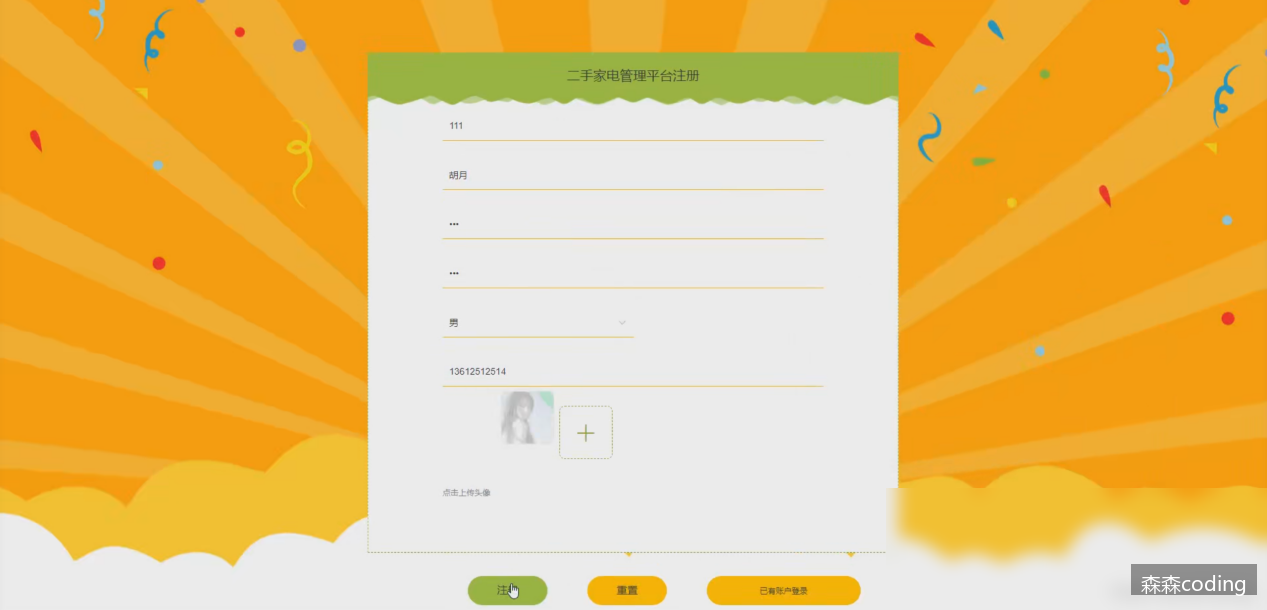 二手家电管理平台注册
111
胡月
•••
•••
男
13612512514
点击上传头像
注册
重置
已有账户登录
森森coding